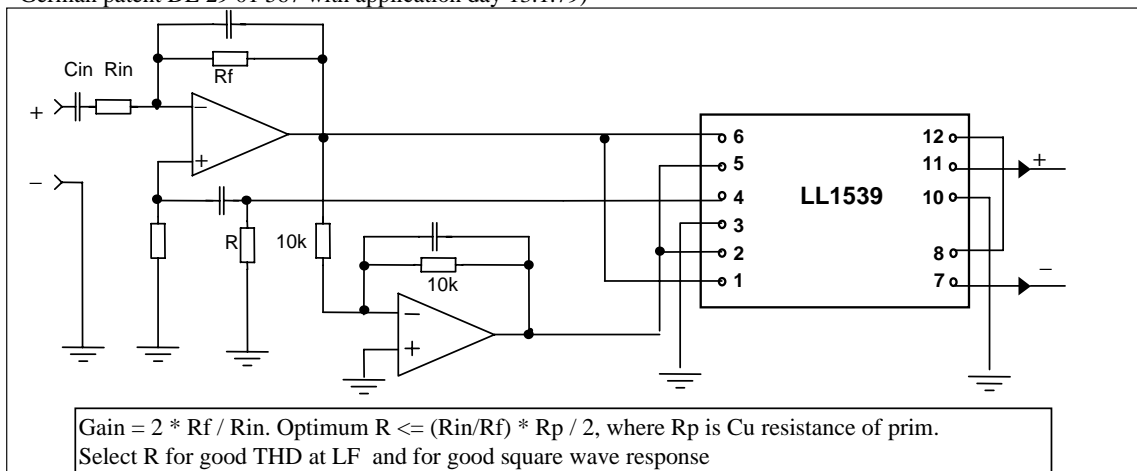 German patent DE 29 01 567 with application day 13.1.79)
Cin Rin
Rf
+
−
−
+
R
10k
10k
−
+
LL1539
6
5
4
3
2
1
12
11
10
8
7
+
−
Gain = 2 * Rf / Rin. Optimum R <= (Rin/Rf) * Rp / 2, where Rp is Cu resistance of prim.
Select R for good THD at LF and for good square wave response